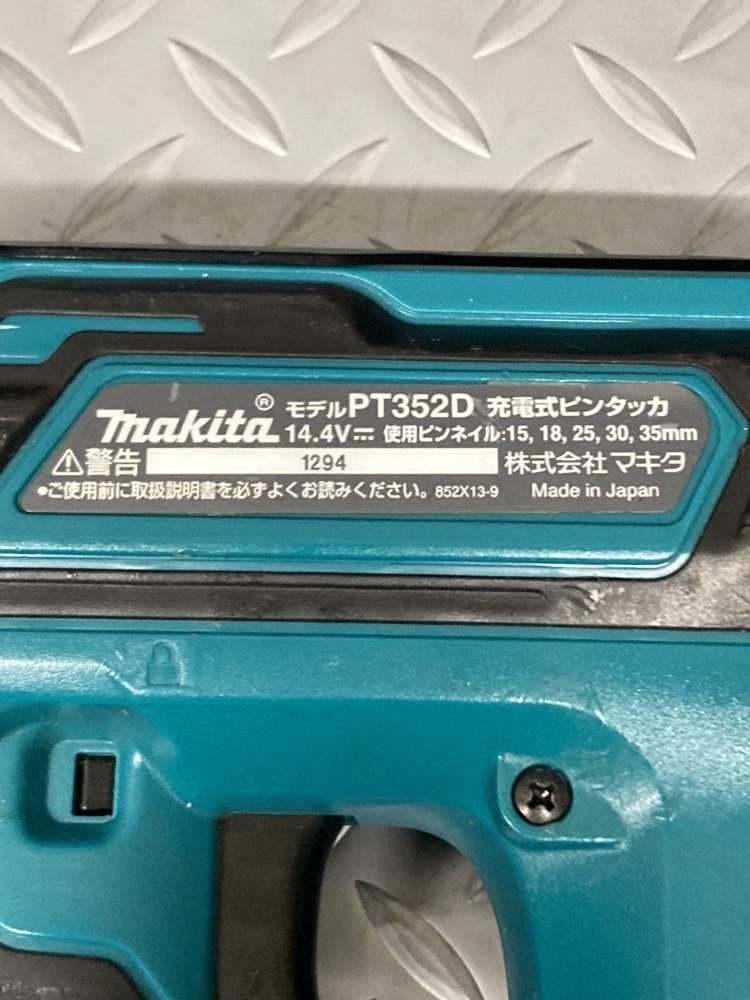 makita® モデルPT352D 充電式ピンタッカ
14.4V⎓ 使用ピンネイル:15, 18, 25, 30, 35mm
⚠警告 1294 株式会社マキタ
●ご使用前に取扱説明書を必ずよくお読みください。 852X13-9 Made in Japan